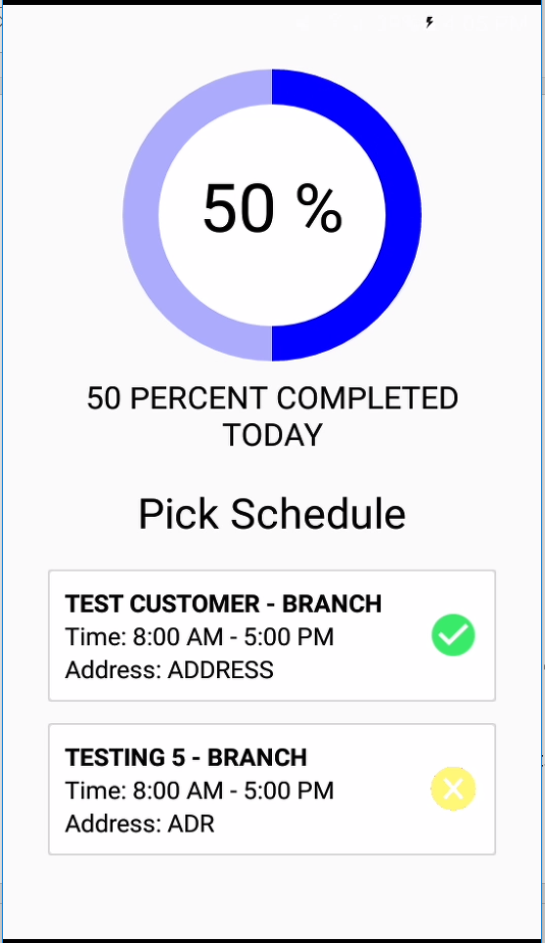 50 %
50 PERCENT COMPLETED
TODAY
Pick Schedule
TEST CUSTOMER - BRANCH
Time: 8:00 AM - 5:00 PM
Address: ADDRESS
TESTING 5 - BRANCH
Time: 8:00 AM - 5:00 PM
Address: ADR